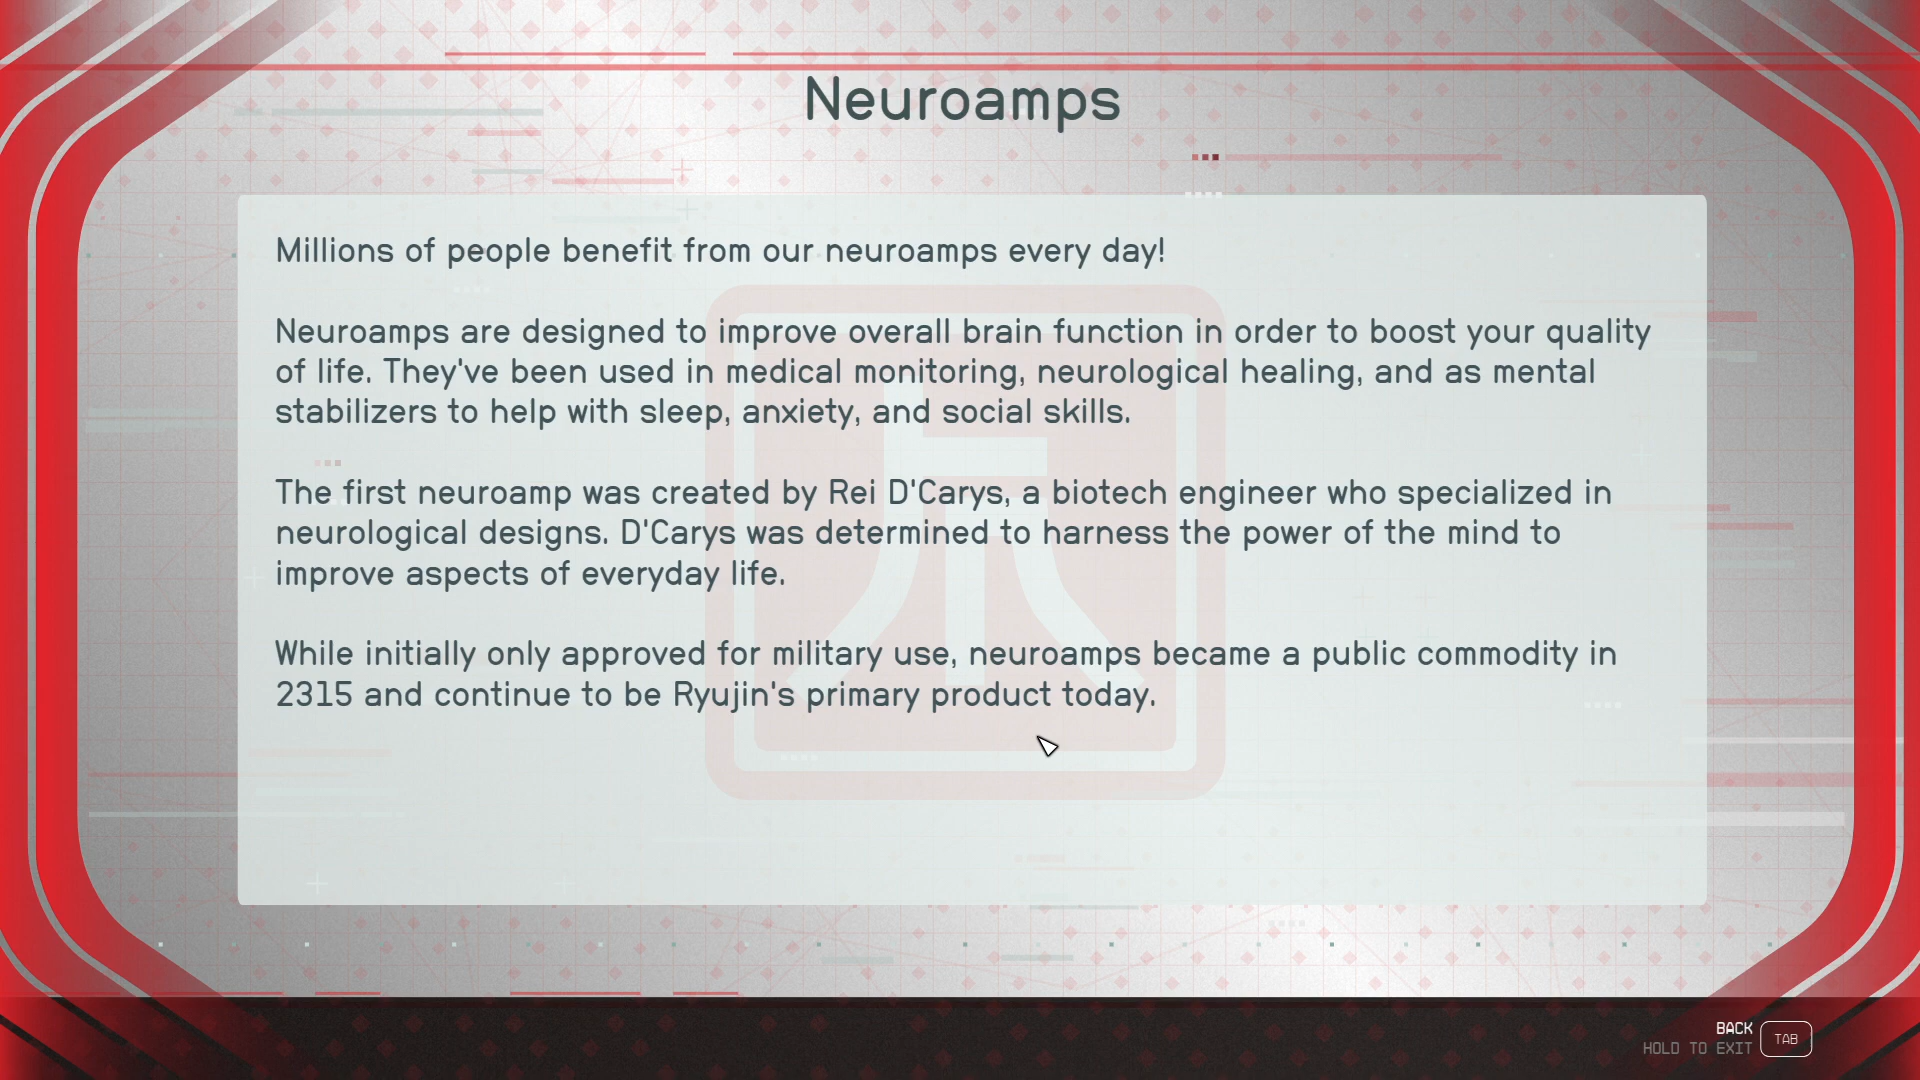 Neuroamps
Millions of people benefit from our neuroamps every day!
Neuroamps are designed to improve overall brain function in order to boost your quality
of life. They've been used in medical monitoring, neurological healing, and as mental
stabilizers to help with sleep, anxiety, and social skills.
The first neuroamp was created by Rei D'Carys, a biotech engineer who specialized in
neurological designs. D'Carys was determined to harness the power of the mind to
improve aspects of everyday life.
While initially only approved for military use, neuroamps became a public commodity in
2315 and continue to be Ryujin's primary product today.
BACK
HOLD TO EXIT TAB